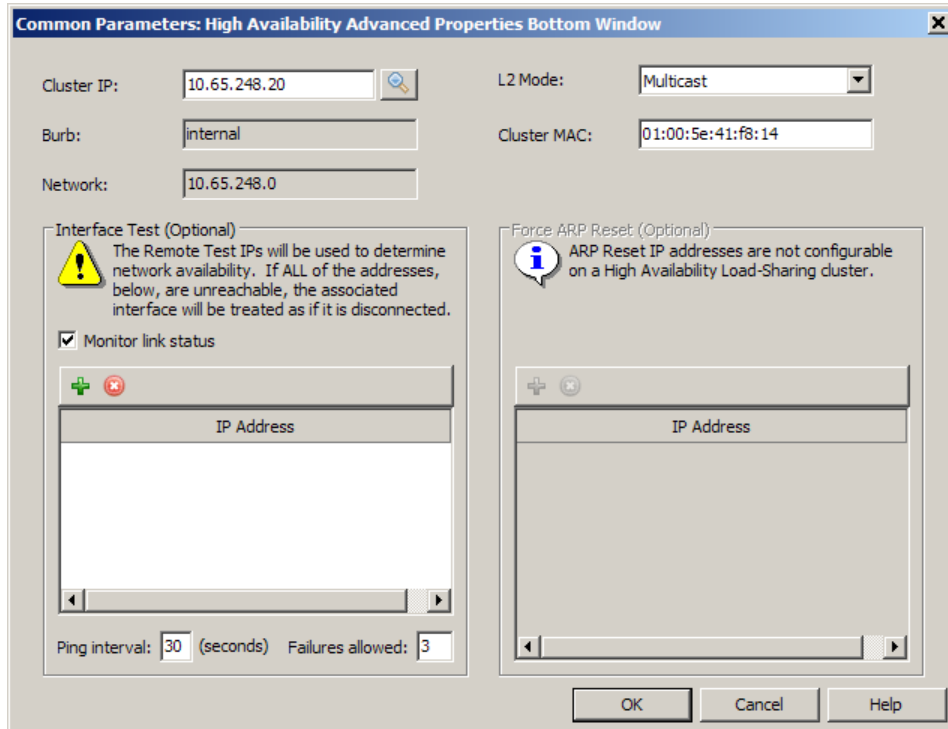 Common Parameters: High Availability Advanced Properties Bottom Window
Cluster IP: 10.65.248.20
L2 Mode: Multicast
Burb: internal
Cluster MAC: 01:00:5e:41:f8:14
Network: 10.65.248.0
Interface Test (Optional)
The Remote Test IPs will be used to determine
network availability. If ALL of the addresses,
below, are unreachable, the associated
interface will be treated as if it is disconnected.
Monitor link status
IP Address
Ping interval: 30 (seconds) Failures allowed: 3
Force ARP Reset (Optional)
ARP Reset IP addresses are not configurable
on a High Availability Load-Sharing cluster.
IP Address
OK Cancel Help